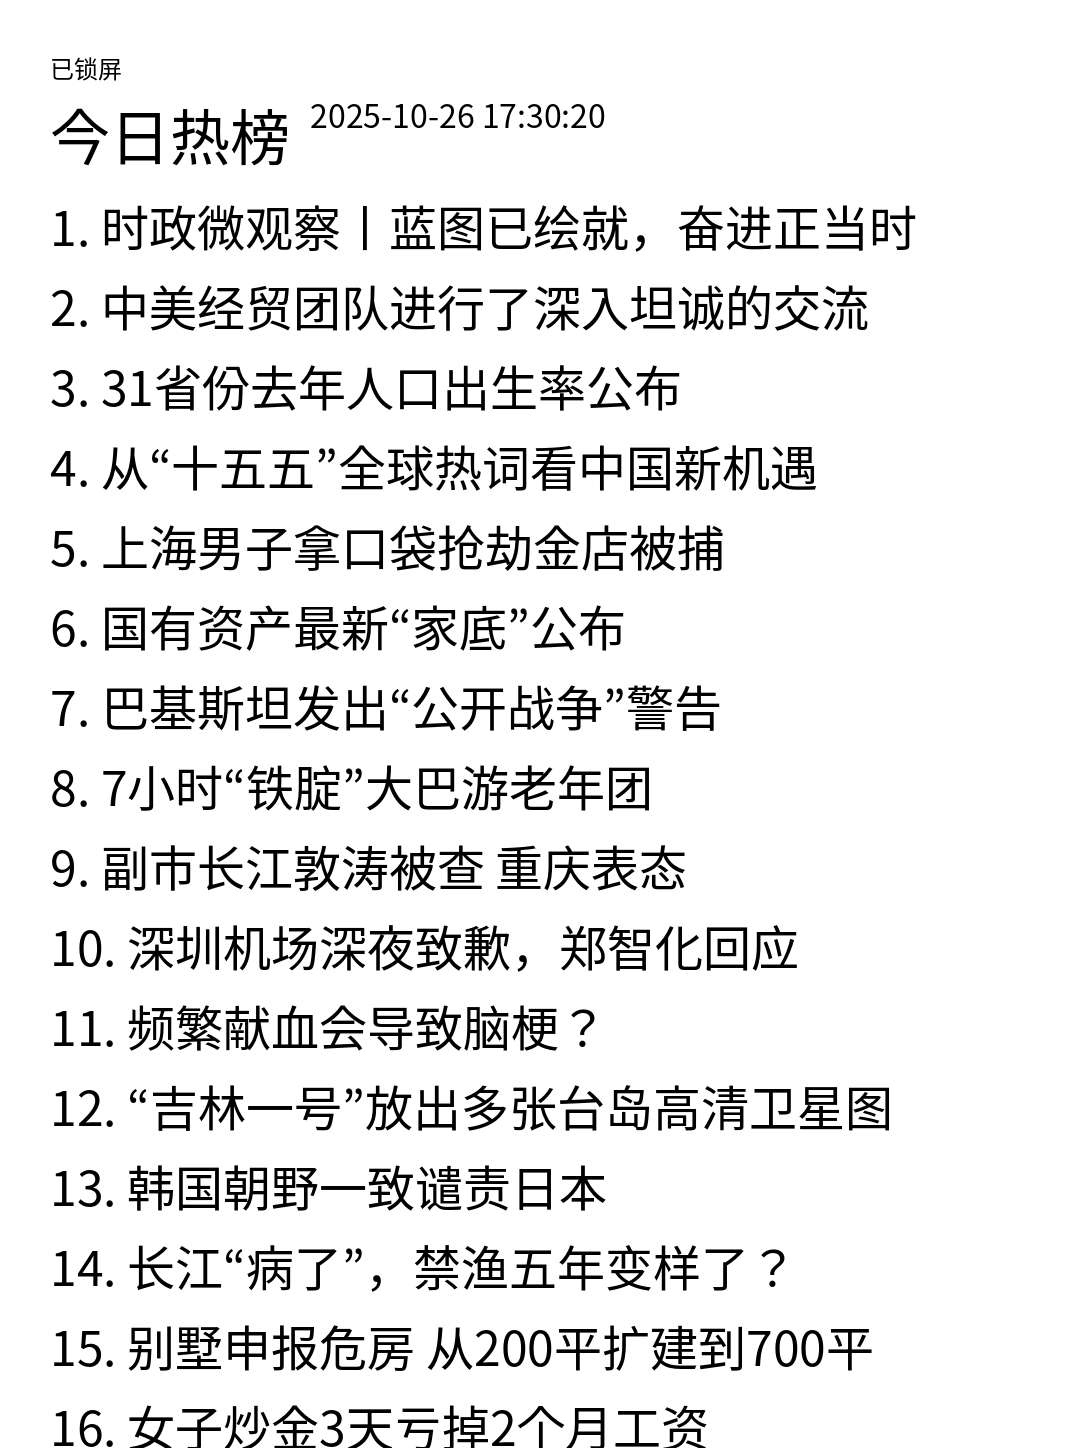 已锁屏
今日热榜 2025-10-26 17:30:20
1. 时政微观察丨蓝图已绘就，奋进正当时
2. 中美经贸团队进行了深入坦诚的交流
3. 31省份去年人口出生率公布
4. 从“十五五”全球热词看中国新机遇
5. 上海男子拿口袋抢劫金店被捕
6. 国有资产最新“家底”公布
7. 巴基斯坦发出“公开战争”警告
8. 7小时“铁腚”大巴游老年团
9. 副市长江敦涛被查 重庆表态
10. 深圳机场深夜致歉，郑智化回应
11. 频繁献血会导致脑梗？
12. “吉林一号”放出多张台岛高清卫星图
13. 韩国朝野一致谴责日本
14. 长江“病了”，禁渔五年变样了？
15. 别墅申报危房 从200平扩建到700平
16. 女子炒金3天亏掉2个月工资